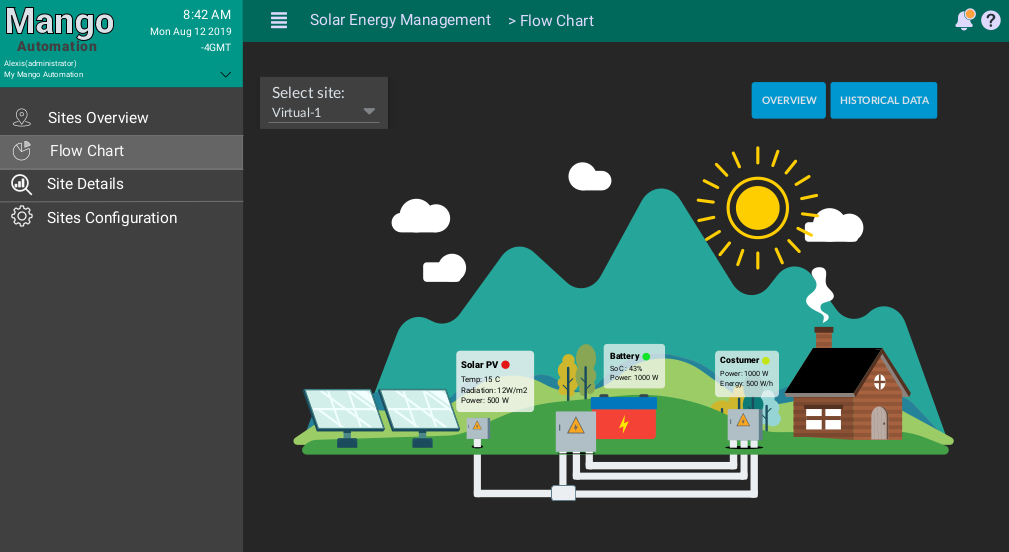 Mango
Automation
8:42 AM
Mon Aug 12 2019
-4GMT
Alexis(administrator)
My Mango Automation
Solar Energy Management > Flow Chart
?
Sites Overview
Flow Chart
Site Details
Sites Configuration
Select site:
Virtual-1
OVERVIEW
HISTORICAL DATA
Solar PV
Temp: 15 C
Radiation: 12W/m2
Power: 500 W
Battery
SoC: 43%
Power: 1000 W
Costumer
Power: 1000 W
Energy: 500 W/h